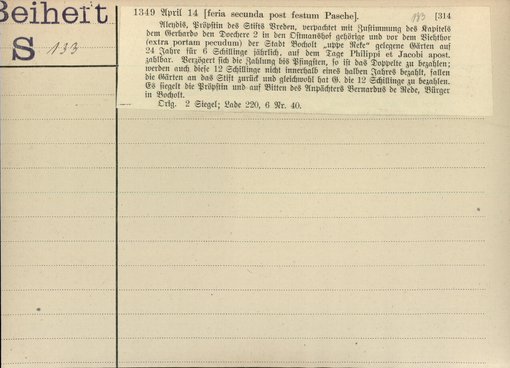 Beiheft
S 133
1349 April 14 [feria secunda post festum Pasche]. 193 [314
Aleydis, Pröpstin des Stifts Vreden, verpachtet mit Zustimmung des Kapitels
dem Gerhardo den Doechere 2 in den Ostmanshof gehörige und vor dem Viehthor
(extra portam pecudum) der Stadt Bocholt „uppe Reke“ gelegene Gärten auf
24 Jahre für 6 Schillinge jährlich, auf dem Tage Philippi et Jacobi apost.
zahlbar. Verzögert sich die Zahlung bis Pfingsten, so ist das Doppelte zu bezahlen;
werden auch diese 12 Schillinge nicht innerhalb eines halben Jahres bezahlt, fallen
die Gärten an das Stift zurück und gleichwohl hat G. die 12 Schillinge zu bezahlen.
Es siegelt die Pröpstin und auf Bitten des Anpächters Bernardus de Rede, Bürger
in Bocholt.
Orig. 2 Siegel; Lade 220, 6 Nr. 40.